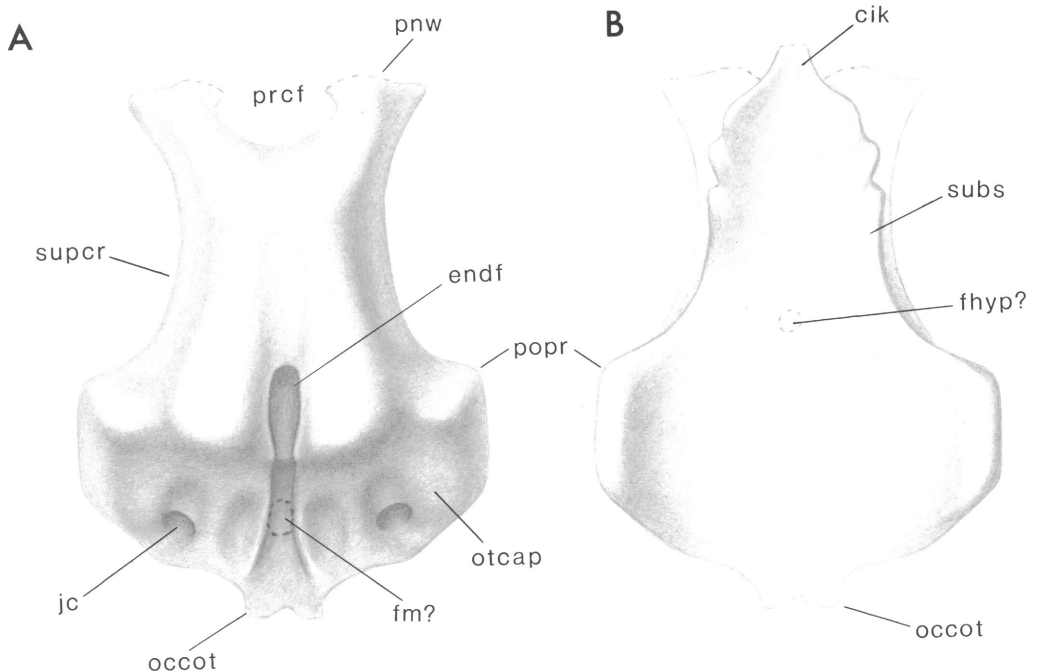 A
pnw
prcf
supcr
endf
popr
otcap
jc
fm?
occot
B
cik
subs
fhyp?
occot